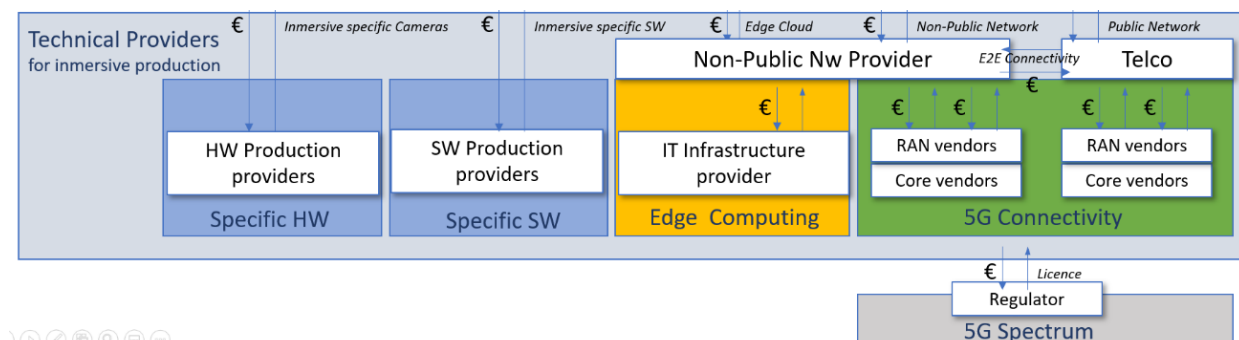 € Inmersive specific Cameras € Inmersive specific SW € Edge Cloud € Non-Public Network € Public Network
Technical Providers
for inmersive production
Non-Public Nw Provider
E2E Connectivity
€
Telco
€
€ €
€ €
HW Production
providers
SW Production
providers
IT Infrastructure
provider
RAN vendors
Core vendors
RAN vendors
Core vendors
Specific HW
Specific SW
Edge Computing
5G Connectivity
€ Licence
Regulator
5G Spectrum